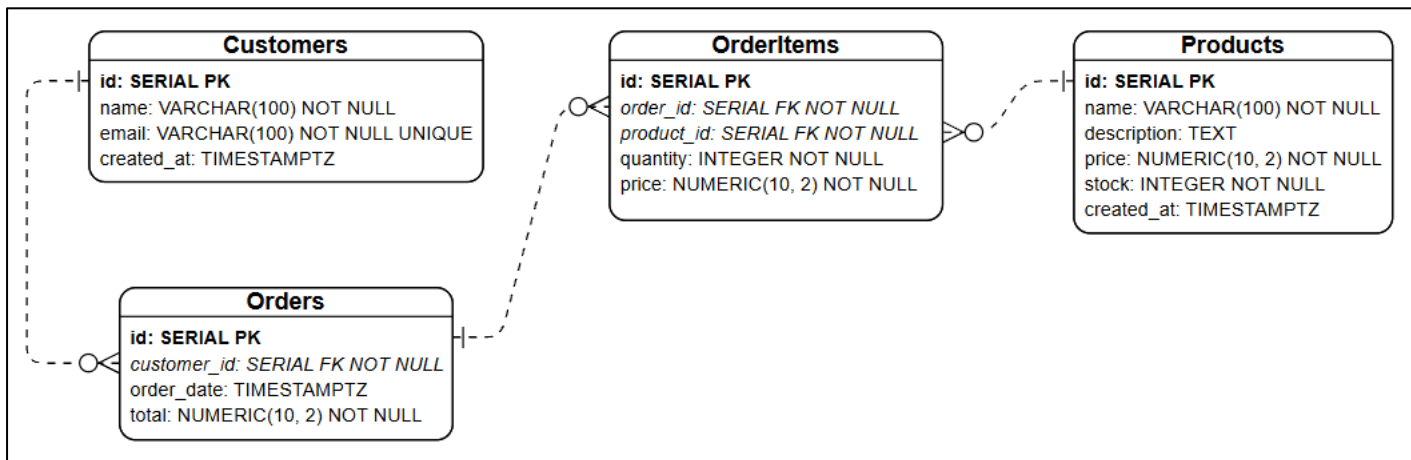 Customers
id: SERIAL PK
name: VARCHAR(100) NOT NULL
email: VARCHAR(100) NOT NULL UNIQUE
created_at: TIMESTAMPTZ
OrderItems
id: SERIAL PK
order_id: SERIAL FK NOT NULL
product_id: SERIAL FK NOT NULL
quantity: INTEGER NOT NULL
price: NUMERIC(10, 2) NOT NULL
Products
id: SERIAL PK
name: VARCHAR(100) NOT NULL
description: TEXT
price: NUMERIC(10, 2) NOT NULL
stock: INTEGER NOT NULL
created_at: TIMESTAMPTZ
Orders
id: SERIAL PK
customer_id: SERIAL FK NOT NULL
order_date: TIMESTAMPTZ
total: NUMERIC(10, 2) NOT NULL